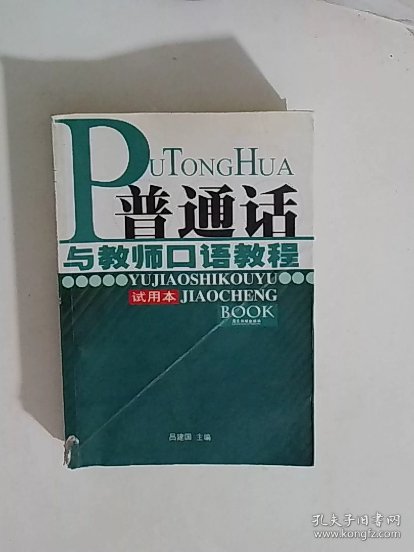 PUTONGHUA
普通话
与教师口语教程
YUJIAOSHIKOUYU
试用本 JIAOCHENG
BOOK
吕建国 主编
孔夫子旧书网
kongfz.com